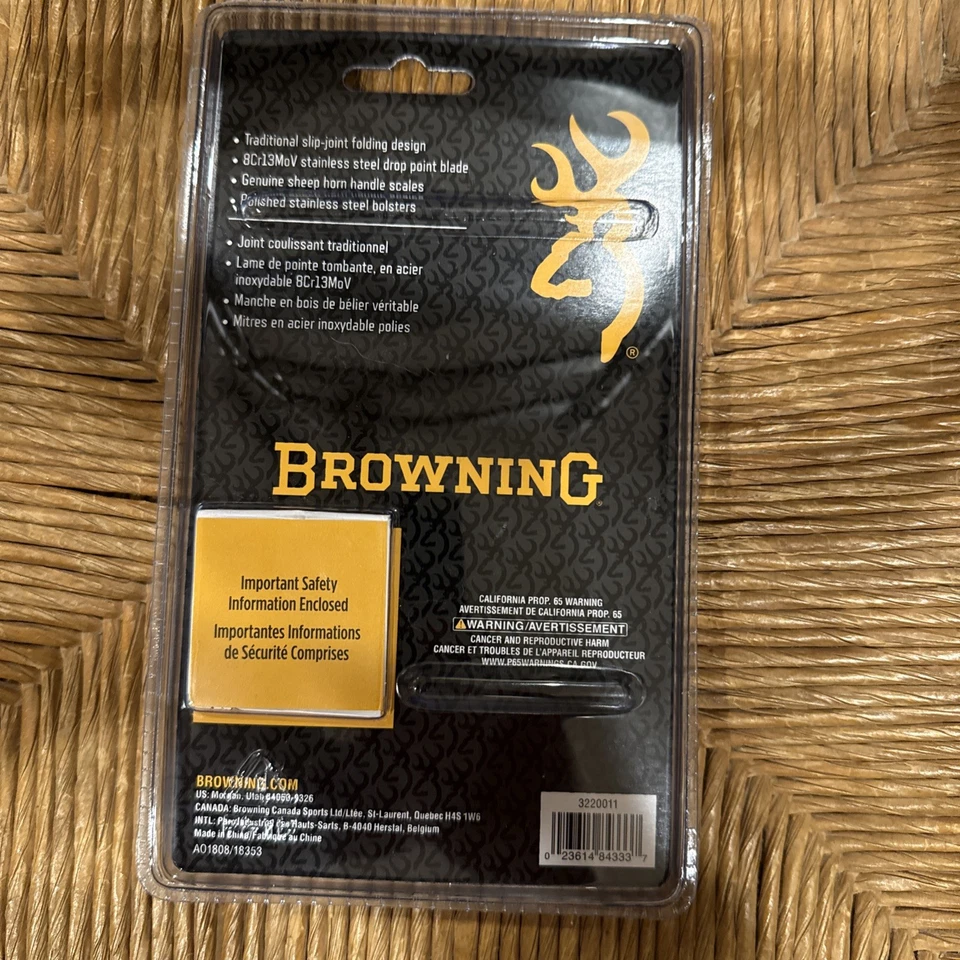 • Traditional slip-joint folding design
• 8Cr13MoV stainless steel drop point blade
• Genuine sheep horn handle scales
• Polished stainless steel bolsters
• Joint coulissant traditionnel
• Lame de pointe tombante, en acier
inoxydable 8Cr13MoV
• Manche en bois de bélier véritable
• Mitres en acier inoxydable polies
®
BROWNING
Important Safety
Information Enclosed
Importantes Informations
de Sécurité Comprises
CALIFORNIA PROP. 65 WARNING
AVERTISSEMENT DE CALIFORNIA PROP. 65
⚠WARNING/AVERTISSEMENT
CANCER AND REPRODUCTIVE HARM
CANCER ET TROUBLES DE L'APPAREIL REPRODUCTEUR
WWW.P65WARNINGS.CA.GOV
BROWNING.COM
US: Morgan, Utah 84050-9326
CANADA: Browning Canada Sports Ltd/Ltée, St-Laurent, Quebec H4S 1W6
INTL: Hauts-Sarts, B-4040 Herstal, Belgium
Made in China/Fabriqué au Chine
AO1808/18353
3220011
0 23614 84333 7